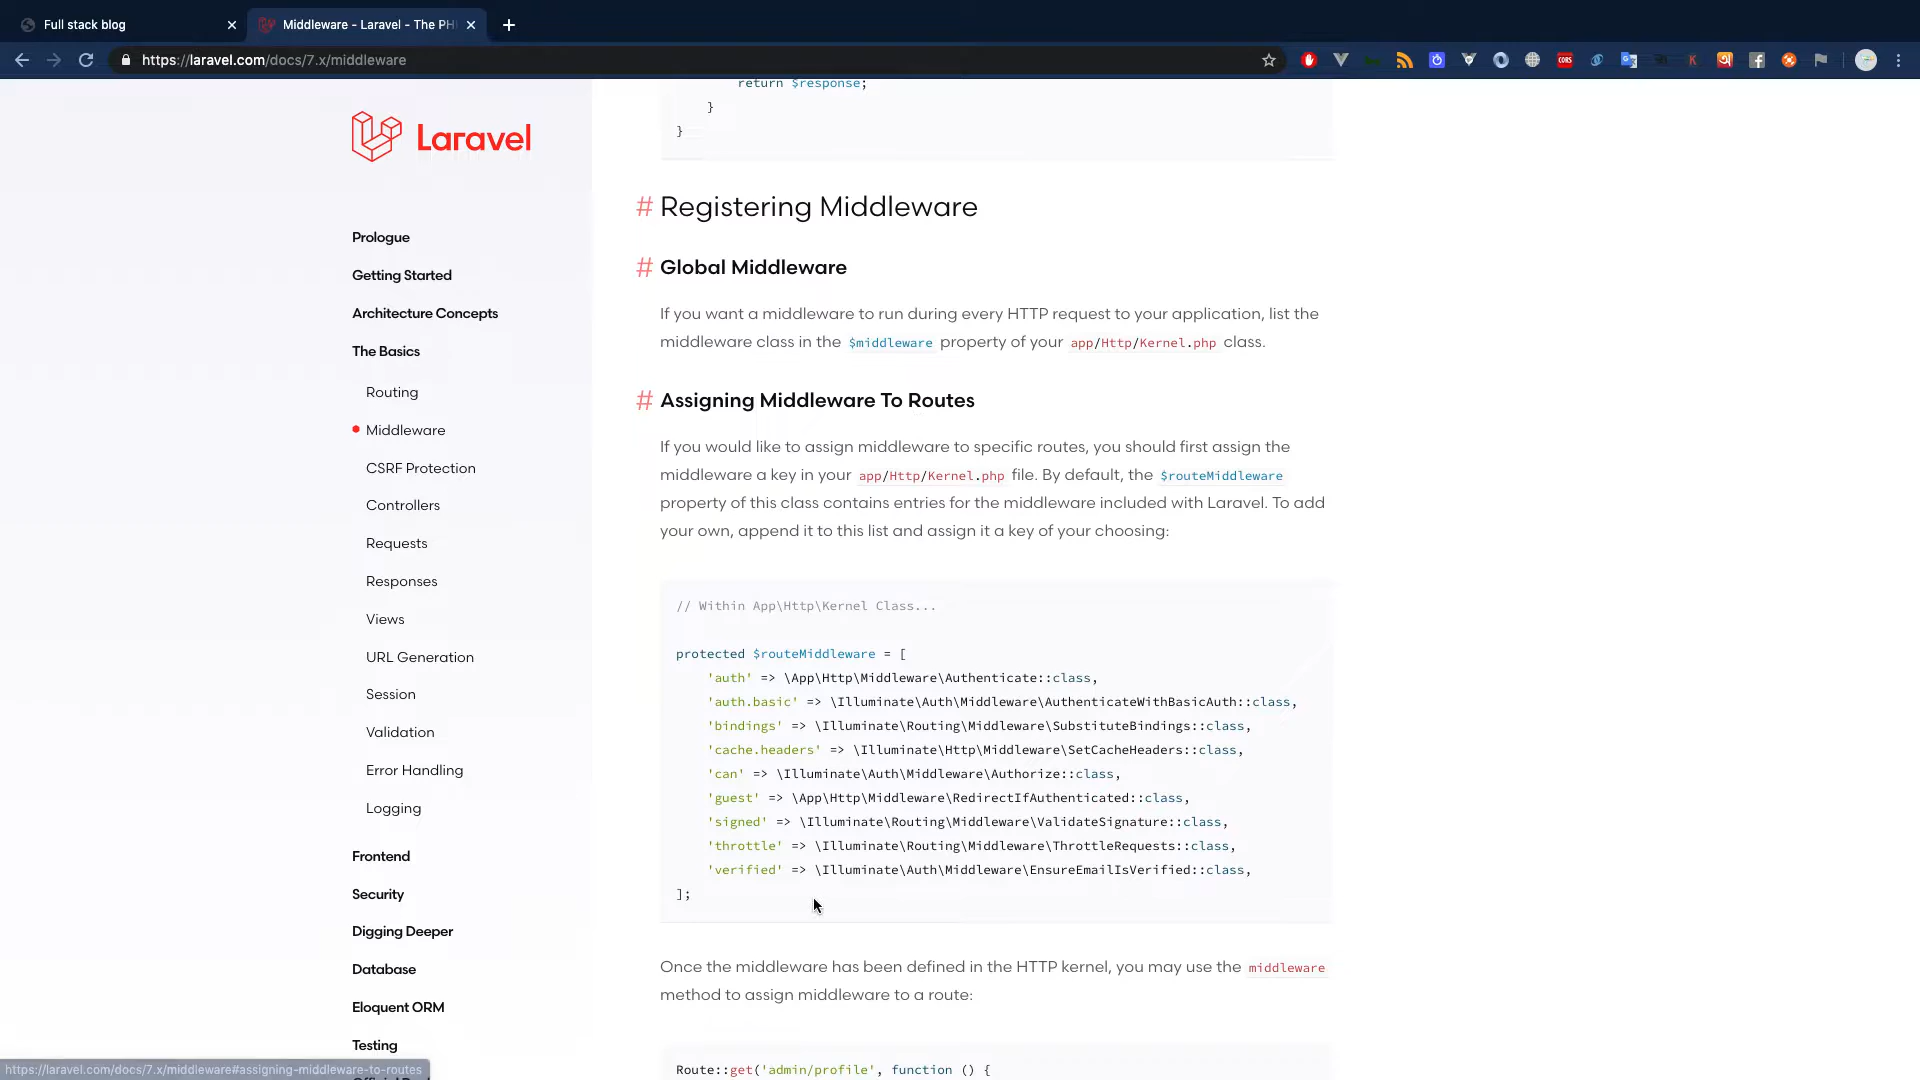 Full stack blog
Middleware - Laravel - The PH
https://laravel.com/docs/7.x/middleware
CORS
Laravel
Prologue
Getting Started
Architecture Concepts
The Basics
Routing
Middleware
CSRF Protection
Controllers
Requests
Responses
Views
URL Generation
Session
Validation
Error Handling
Logging
Frontend
Security
Digging Deeper
Database
Eloquent ORM
Testing
https://laravel.com/docs/7.x/middleware#assigning-middleware-to-routes
return $response;
}
}
# Registering Middleware
# Global Middleware
If you want a middleware to run during every HTTP request to your application, list the
middleware class in the $middleware property of your app/Http/Kernel.php class.
# Assigning Middleware To Routes
If you would like to assign middleware to specific routes, you should first assign the
middleware a key in your app/Http/Kernel.php file. By default, the $routeMiddleware
property of this class contains entries for the middleware included with Laravel. To add
your own, append it to this list and assign it a key of your choosing:
// Within App\Http\Kernel Class...
protected $routeMiddleware = [
'auth' => \App\Http\Middleware\Authenticate::class,
'auth.basic' => \Illuminate\Auth\Middleware\AuthenticateWithBasicAuth::class,
'bindings' => \Illuminate\Routing\Middleware\SubstituteBindings::class,
'cache.headers' => \Illuminate\Http\Middleware\SetCacheHeaders::class,
'can' => \Illuminate\Auth\Middleware\Authorize::class,
'guest' => \App\Http\Middleware\RedirectIfAuthenticated::class,
'signed' => \Illuminate\Routing\Middleware\ValidateSignature::class,
'throttle' => \Illuminate\Routing\Middleware\ThrottleRequests::class,
'verified' => \Illuminate\Auth\Middleware\EnsureEmailIsVerified::class,
];
Once the middleware has been defined in the HTTP kernel, you may use the middleware
method to assign middleware to a route:
Route::get('admin/profile', function () {